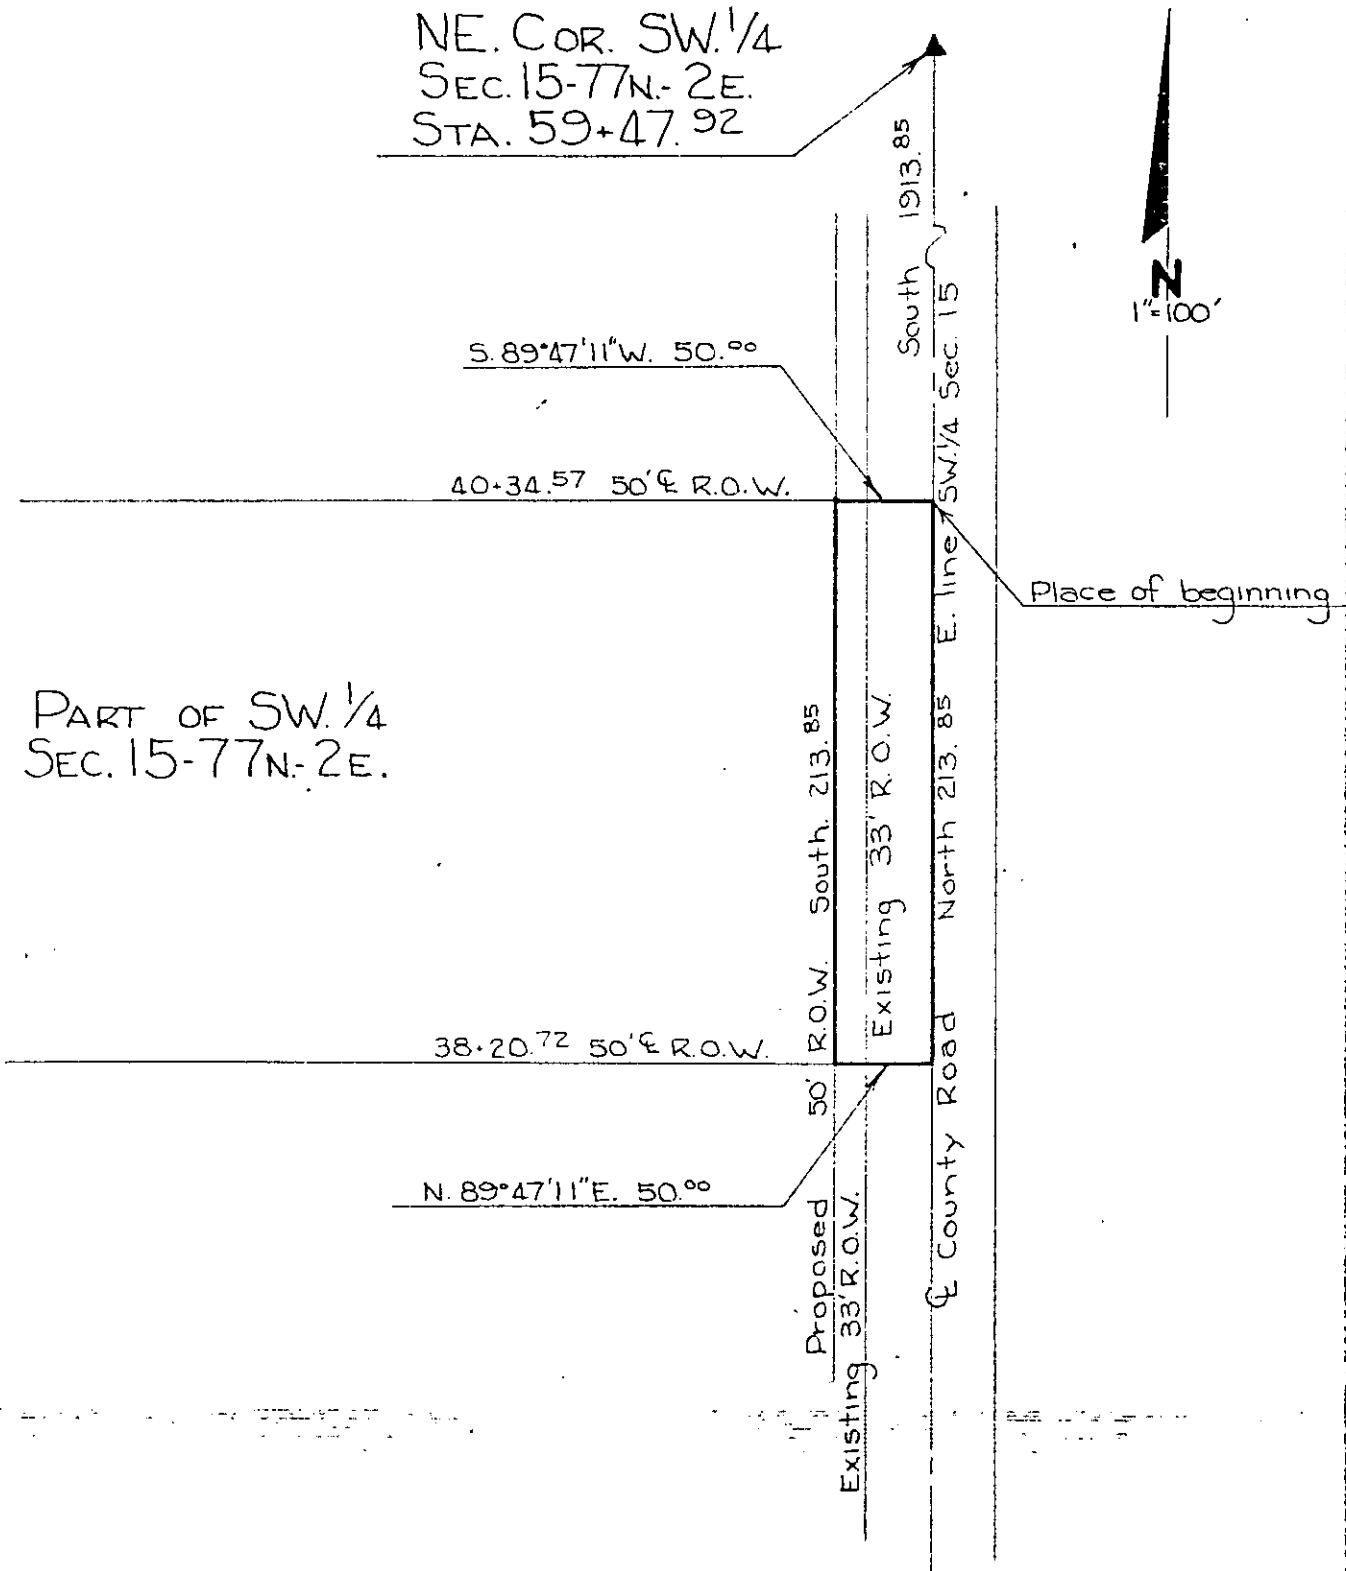 NE. COR. SW. 1/4
SEC. 15-77N.- 2E.
STA. 59+47.92
South 1913.85
N
1"=100'
S. 89°47'11"W. 50.00
40+34.57 50' ℄ R.O.W.
E. line SW. 1/4 Sec. 15
Place of beginning
PART OF SW. 1/4
SEC. 15-77N.- 2E.
South 213.85
Existing 33' R.O.W.
North 213.85
38+20.72 50' ℄ R.O.W.
N. 89°47'11"E. 50.00
Proposed 50' R.O.W.
Existing 33' R.O.W.
℄ County Road